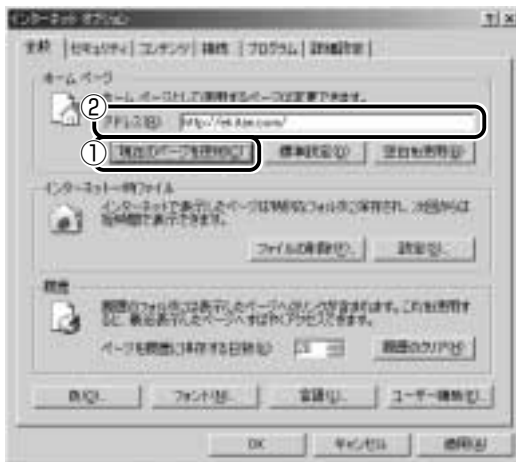 インターネット オプション
全般 セキュリティ コンテンツ 接続 プログラム 詳細設定
ホーム ページ
ホーム ページとして使用するページは変更できます。
② アドレス(R):
① 現在のページを使用(C) 標準設定(D) 空白を使用(B)
インターネット一時ファイル
インターネットで表示したページは特別のフォルダに保存され、次回からは
短時間で表示できます。
ファイルの削除(F)... 設定(S)...
履歴
履歴のフォルダには表示したページへのリンクが含まれます。これを使用す
ると、最近表示したページへすばやくアクセスできます。
ページを履歴に保存する日数(K): 履歴のクリア(H)
色(O)... フォント(N)... 言語(L)... ユーザー補助(E)...
OK キャンセル 適用(A)